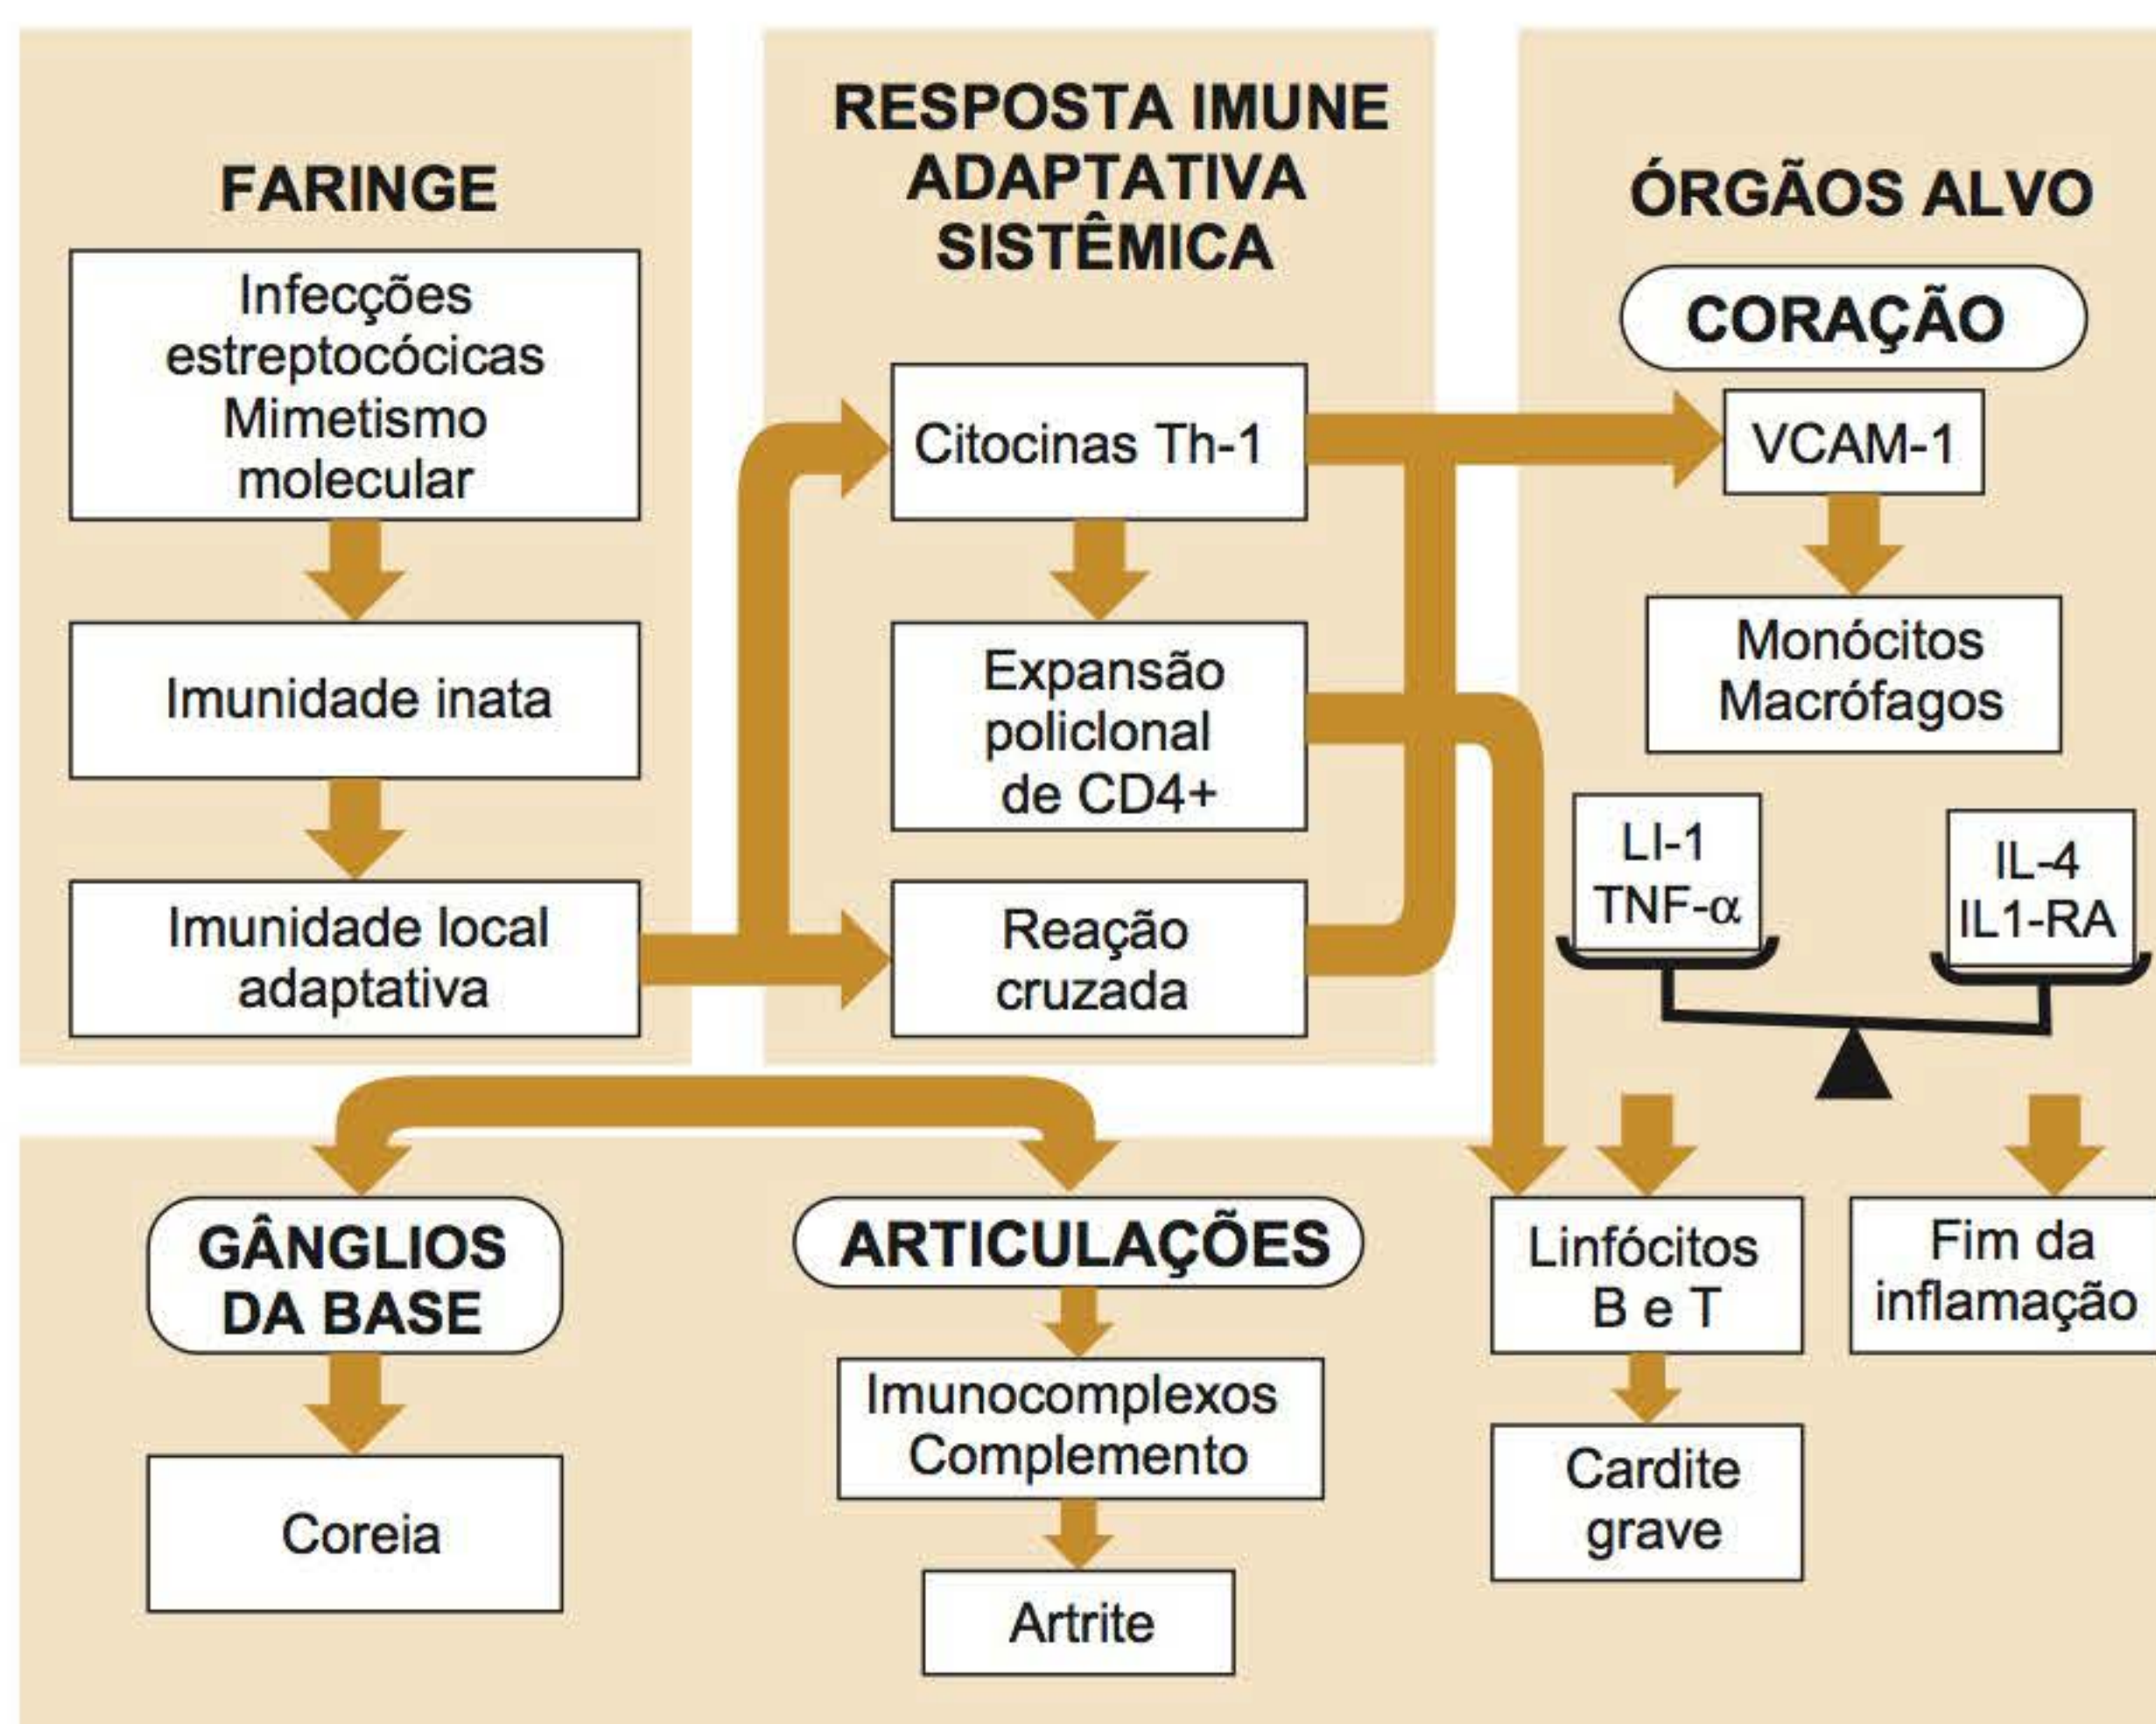 FARINGE
Infecções
estreptocócicas
Mimetismo
molecular
Imunidade inata
Imunidade local
adaptativa
RESPOSTA IMUNE
ADAPTATIVA
SISTÊMICA
Citocinas Th-1
Expansão
policlonal
de CD4+
Reação
cruzada
ÓRGÃOS ALVO
CORAÇÃO
VCAM-1
Monócitos
Macrófagos
LI-1
TNF-α
IL-4
IL1-RA
GÂNGLIOS
DA BASE
Coreia
ARTICULAÇÕES
Imunocomplexos
Complemento
Artrite
Linfócitos
B e T
Cardite
grave
Fim da
inflamação